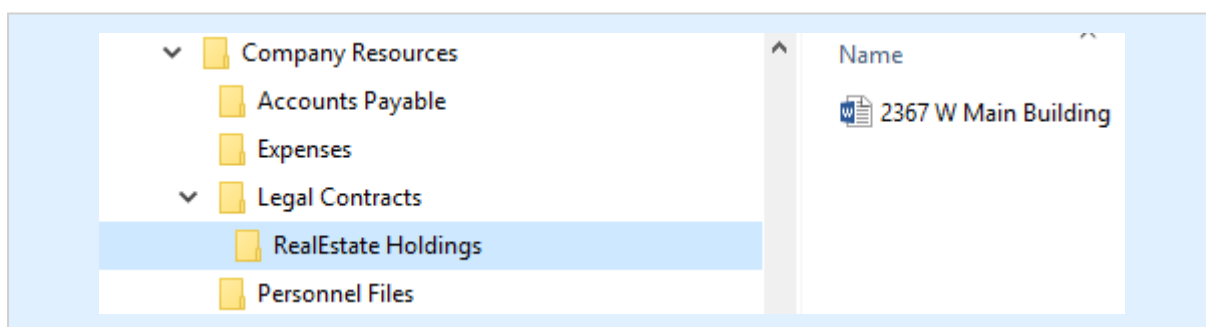 Company Resources
Accounts Payable
Expenses
Legal Contracts
RealEstate Holdings
Personnel Files
Name
2367 W Main Building